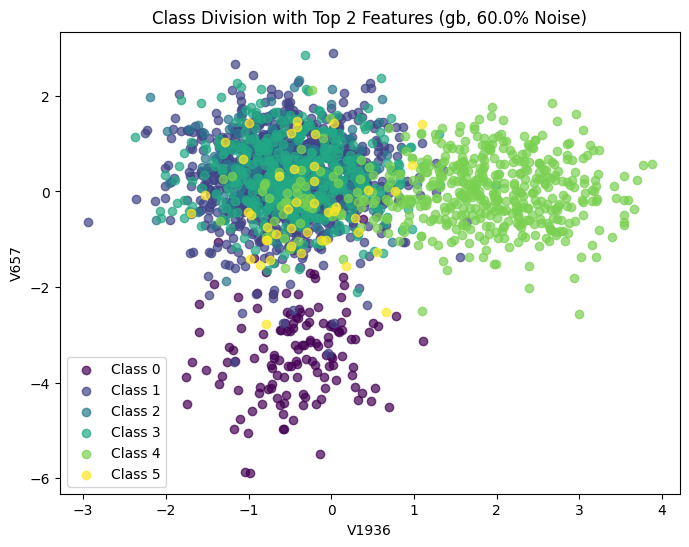 Class Division with Top 2 Features (gb, 60.0% Noise)
V657
2
0
−2
−4
−6
Class 0
Class 1
Class 2
Class 3
Class 4
Class 5
−3
−2
−1
0
1
2
3
4
V1936